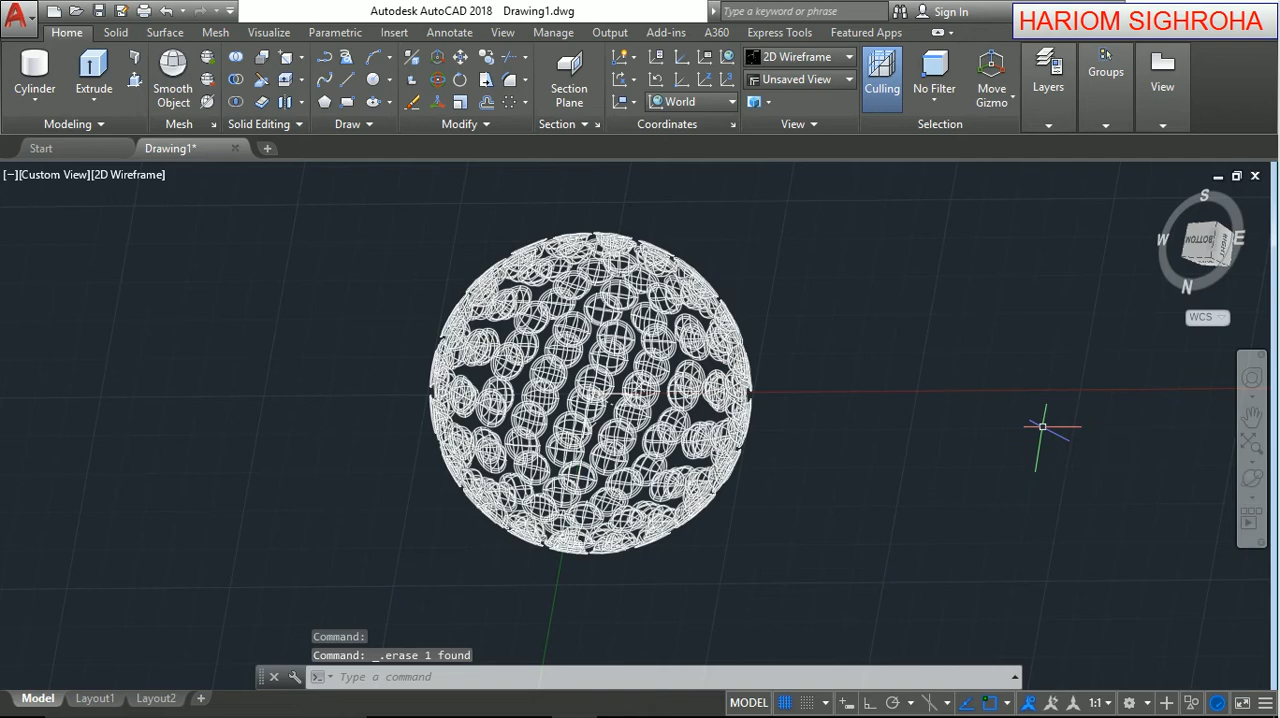 Autodesk AutoCAD 2018 Drawing1.dwg
Type a keyword or phrase
Sign In
HARIOM SIGHROHA
Home Solid Surface Mesh Visualize Parametric Insert Annotate View Manage Output Add-ins A360 Express Tools Featured Apps
Cylinder
Extrude
Smooth
Object
2D Wireframe
Unsaved View
World
Section
Plane
Culling
No Filter
Move
Gizmo
Layers
Groups
View
Modeling Mesh Solid Editing Draw Modify Section Coordinates View Selection
Start
Drawing1*
[−][Custom View][2D Wireframe]
S
W
BOTTOM
RIGHT
E
N
WCS
Command:
Command: _.erase 1 found
Type a command
Model Layout1 Layout2
MODEL
1:1